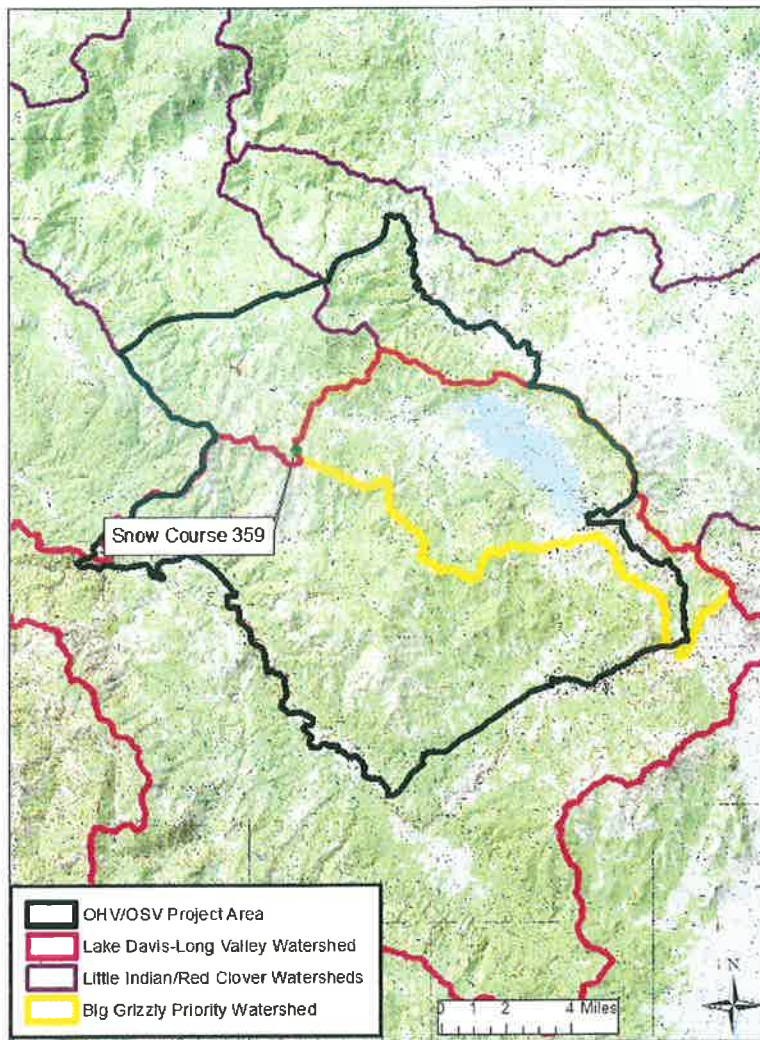 Snow Course 359
OHV/OSV Project Area
Lake Davis-Long Valley Watershed
Little Indian/Red Clover Watersheds
Big Grizzly Priority Watershed
N
0 1 2 4 Miles